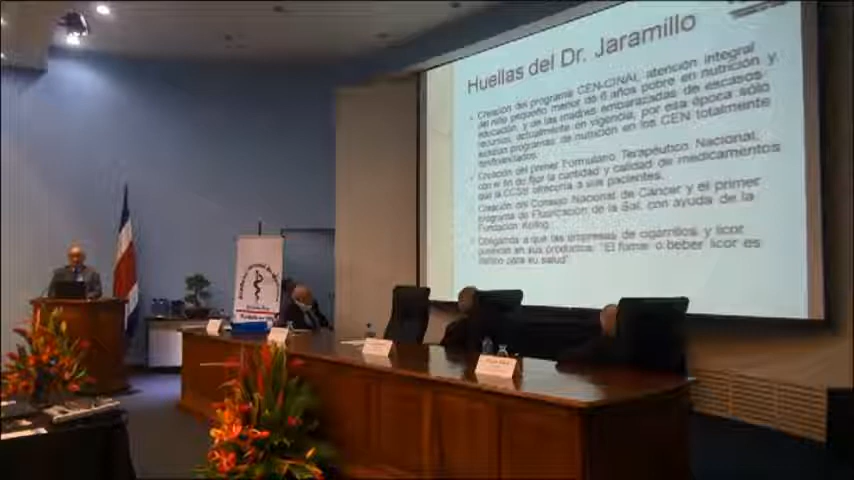 Huellas del Dr. Jaramillo
Creación del programa CEN-CINAI, atención integral
del niño pequeño menor de 6 años pobre en nutrición y
educación, y de las madres embarazadas de escasos
recursos, actualmente en vigencia, por esa época sólo
existían programas de nutrición en los CEN totalmente
desfinanciados.
Creación del primer Formulario Terapéutico Nacional,
con el fin de fijar la cantidad y calidad de medicamentos
que la CCSS ofrecería a sus pacientes.
Creación del Consejo Nacional de Cáncer y el primer
programa de Fluorización de la Sal, con ayuda de la
Fundación Kellog.
Obligando a que las empresas de cigarrillos y licor
en sus productos: "El fumar o beber licor es
para su salud"